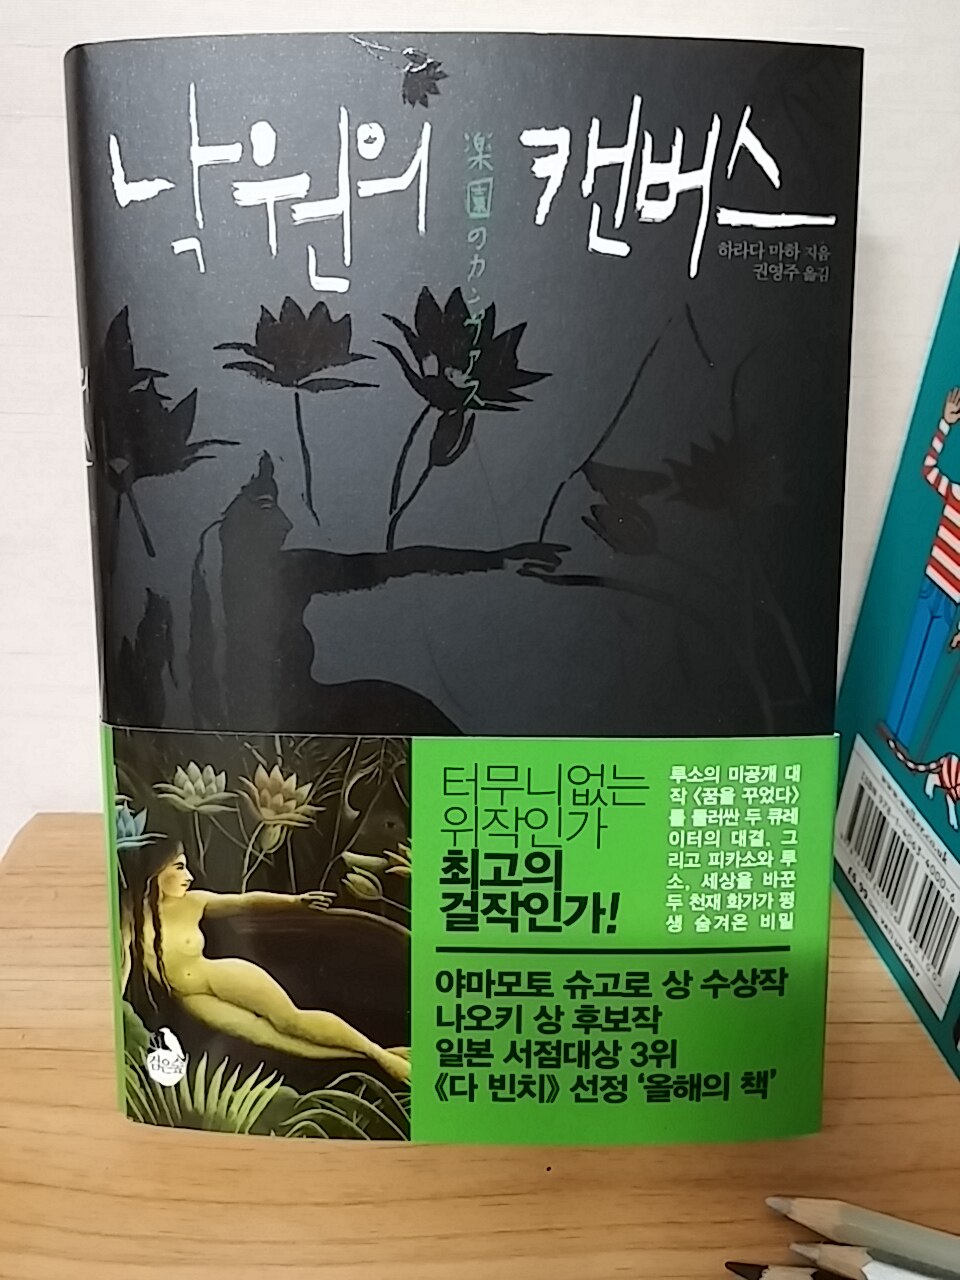 낙원의 캔버스
楽園のカンヴァス
하라다 마하 지음
권영주 옮김
터무니없는
위작인가
최고의
걸작인가!
루소의 미공개 대
작 〈꿈을 꾸었다〉
를 둘러싼 두 큐레
이터의 대결. 그
리고 피카소와 루
소, 세상을 바꾼
두 천재 화가가 평
생 숨겨온 비밀
야마모토 슈고로 상 수상작
나오키 상 후보작
일본 서점대상 3위
《다 빈치》 선정 ‘올해의 책’
검은숲